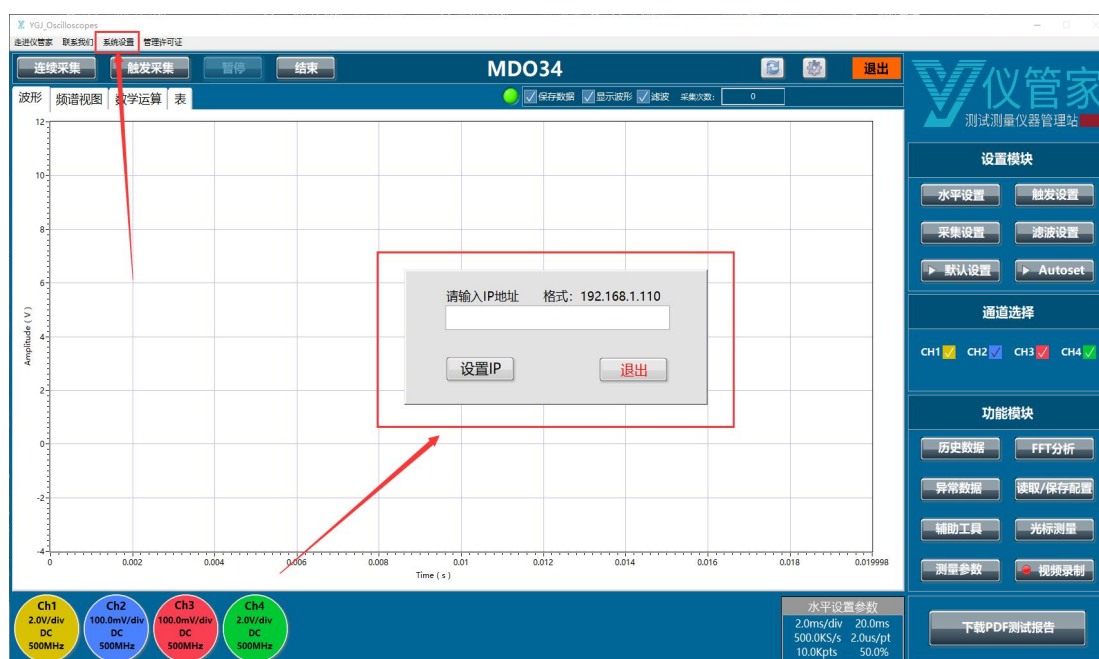 YGJ_Oscilloscopes
走进仪管家 联系我们 系统设置 管理许可证
连续采集 触发采集 暂停 结束 MDO34 退出
波形 频谱视图 数学运算 表 保存数据 显示波形 滤波 采集次数: 0
仪管家
测试测量仪器管理站
设置模块
水平设置 触发设置
采集设置 滤波设置
默认设置 Autoset
通道选择
CH1 CH2 CH3 CH4
功能模块
历史数据 FFT分析
异常数据 读取/保存配置
辅助工具 光标测量
测量参数 视频录制
下载PDF测试报告
12
10
8
6
4
2
0
-2
-4
Amplitude ( V )
请输入IP地址 格式: 192.168.1.110
设置IP 退出
0 0.002 0.004 0.006 0.008 0.01 0.012 0.014 0.016 0.018 0.019998
Time ( s )
Ch1
2.0V/div
DC
500MHz
Ch2
100.0mV/div
DC
500MHz
Ch3
100.0mV/div
DC
500MHz
Ch4
2.0V/div
DC
500MHz
水平设置参数
2.0ms/div 20.0ms
500.0KS/s 2.0us/pt
10.0Kpts 50.0%